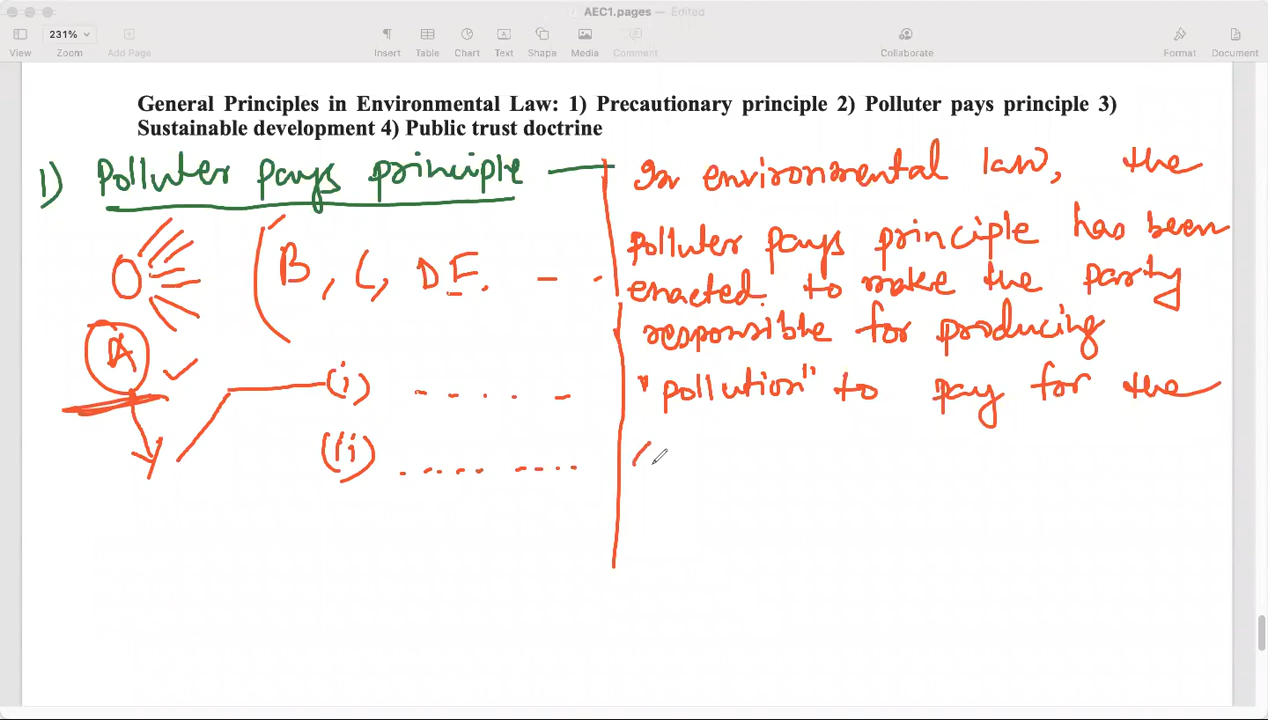 AEC1.pages — Edited
231%
View Zoom Add Page Insert Table Chart Text Shape Media Comment Collaborate Format Document
General Principles in Environmental Law: 1) Precautionary principle 2) Polluter pays principle 3)
Sustainable development 4) Public trust doctrine
1) Polluter pays principle —
B, C, D E. - -
A
(i) - - . . -
(ii) ..... ....
In environmental law, the
polluter pays principle has been
enacted to make the party
responsible for producing
"pollution" to pay for the